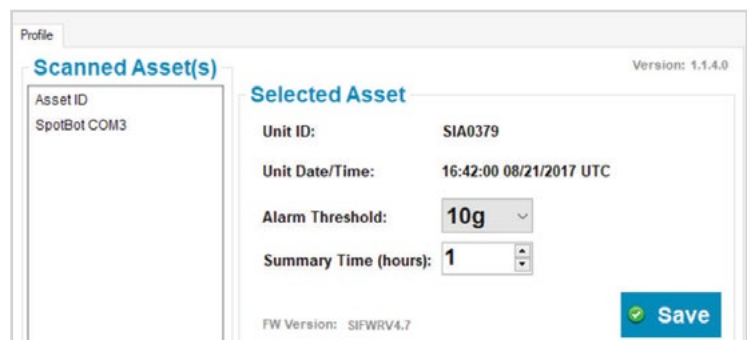 Profile
Scanned Asset(s)
Version: 1.1.4.0
Asset ID
SpotBot COM3
Selected Asset
Unit ID: SIA0379
Unit Date/Time: 16:42:00 08/21/2017 UTC
Alarm Threshold: 10g
Summary Time (hours): 1
FW Version: SIFWRV4.7
Save